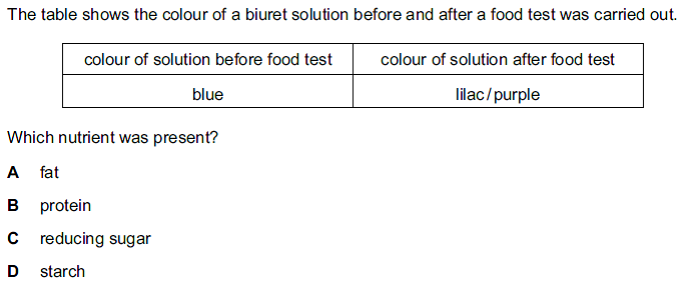 The table shows the colour of a biuret solution before and after a food test was carried out.
colour of solution before food test colour of solution after food test
blue lilac/purple
Which nutrient was present?
A fat
B protein
C reducing sugar
D starch